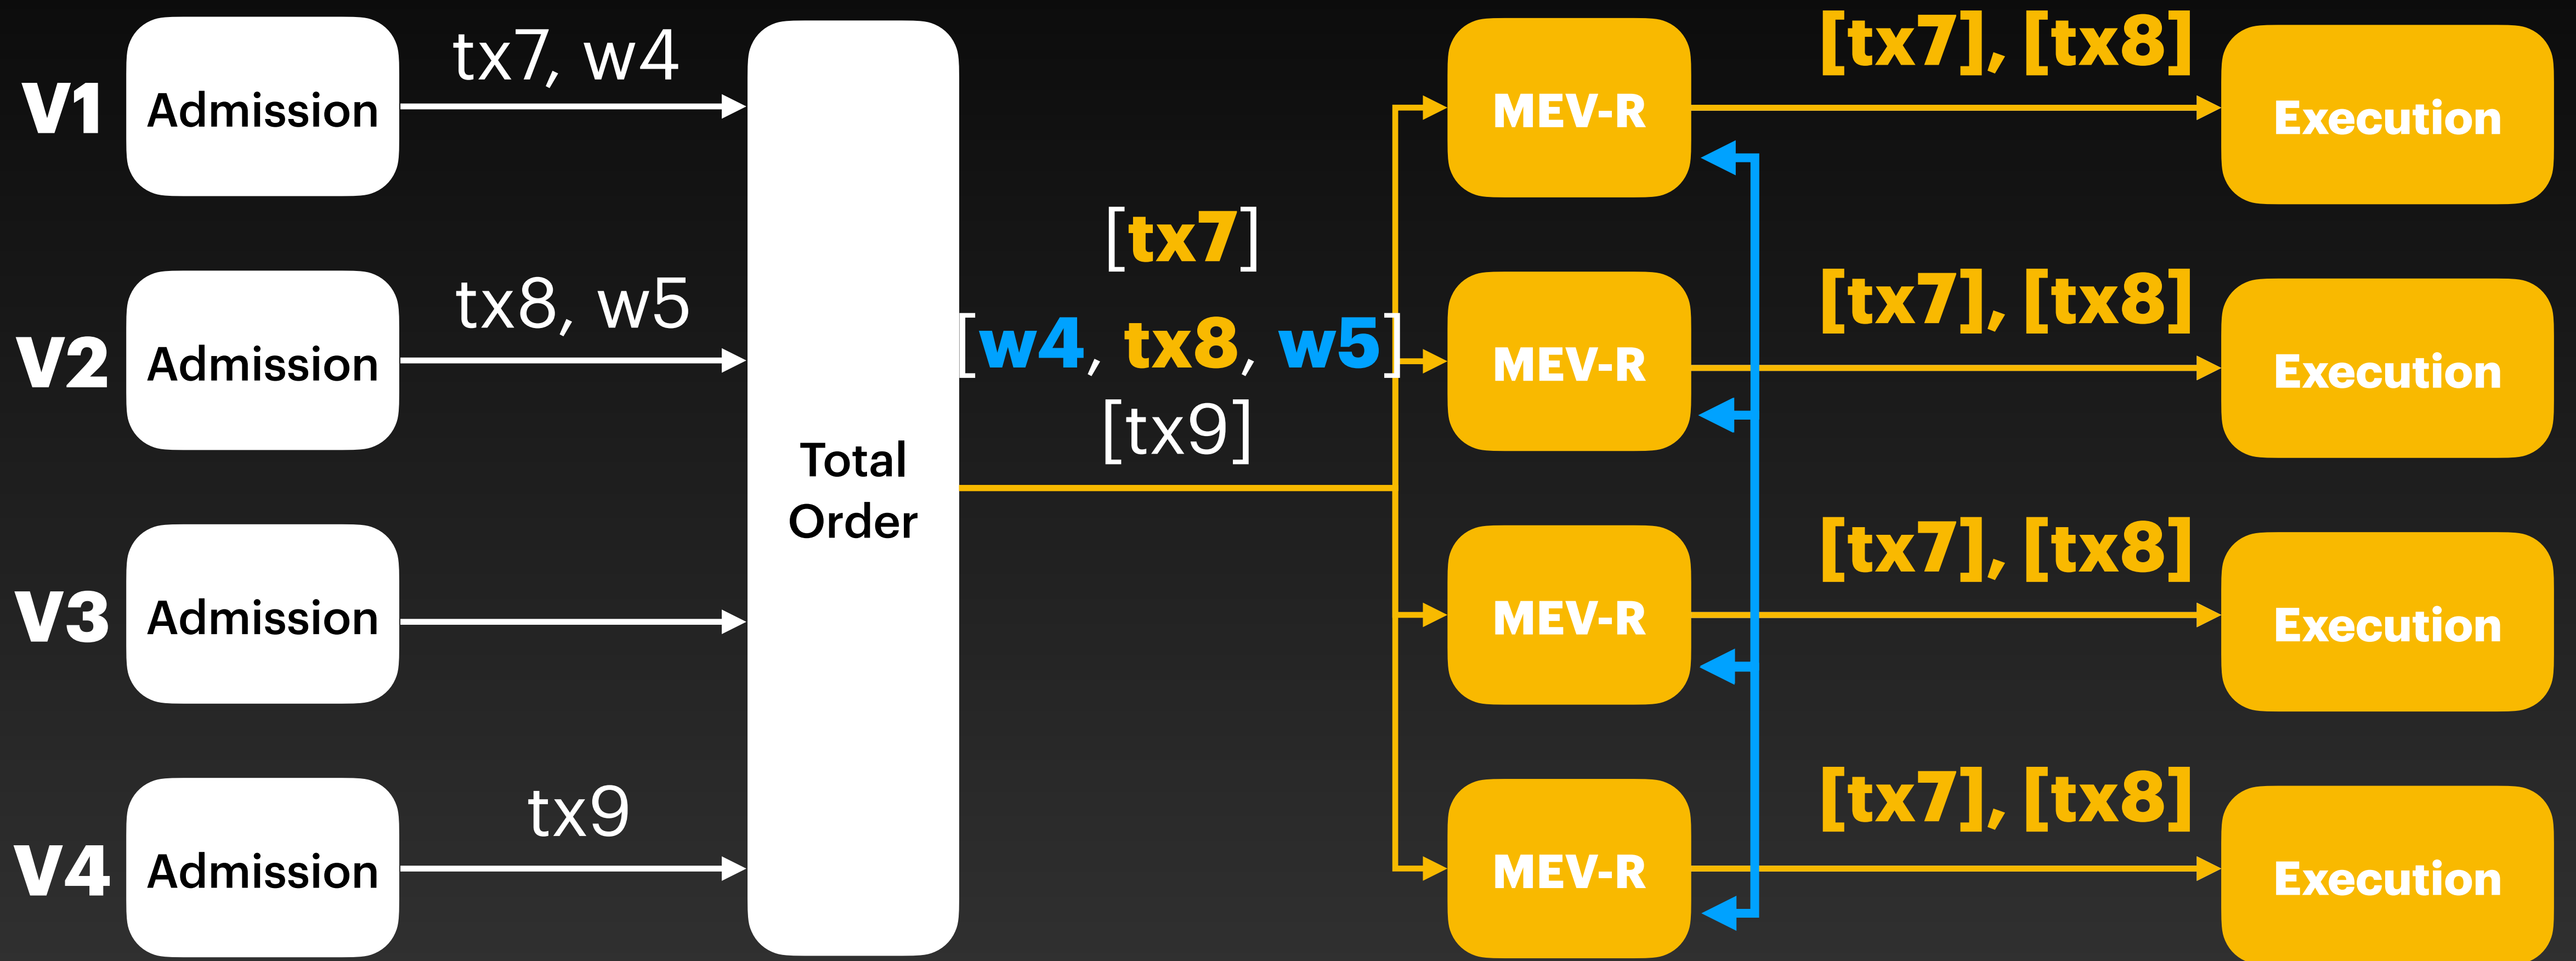 V1
Admission
tx7, w4
V2
Admission
tx8, w5
V3
Admission
V4
Admission
tx9
Total
Order
[tx7]
[w4, tx8, w5]
[tx9]
MEV-R
[tx7], [tx8]
Execution
MEV-R
[tx7], [tx8]
Execution
MEV-R
[tx7], [tx8]
Execution
MEV-R
[tx7], [tx8]
Execution